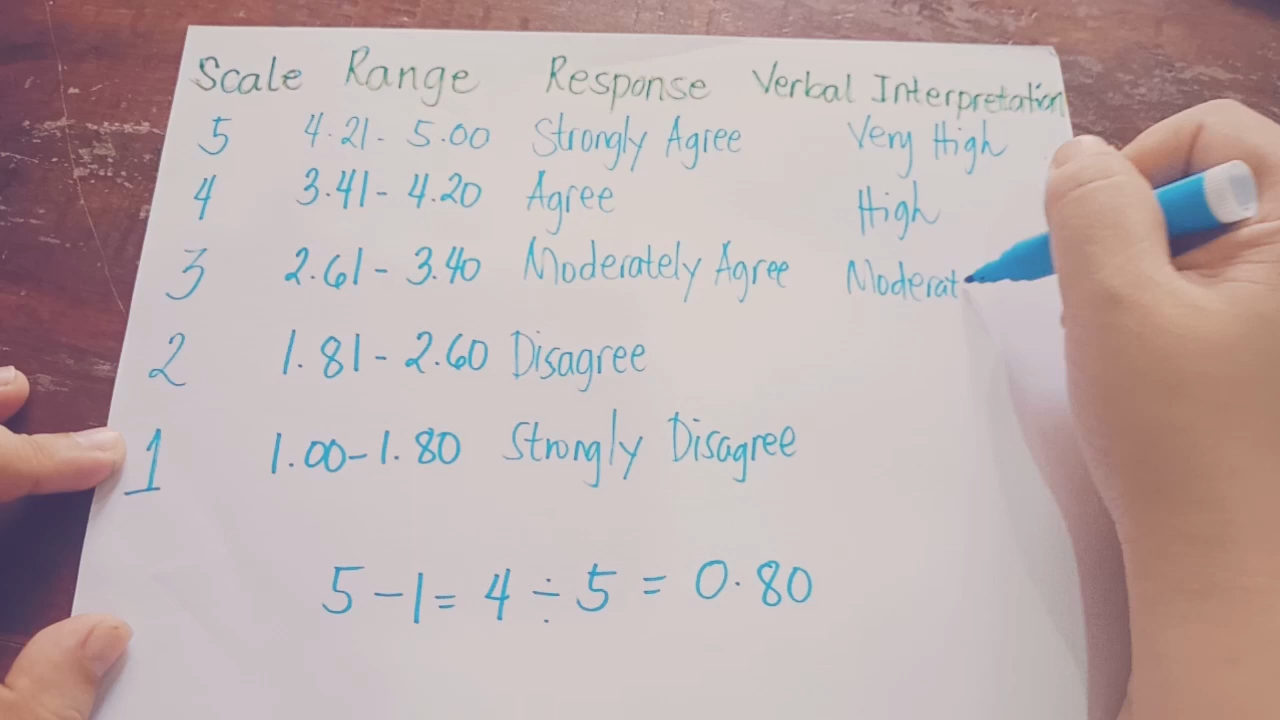 Scale Range Response Verbal Interpretation
5 4.21 - 5.00 Strongly Agree Very High
4 3.41 - 4.20 Agree High
3 2.61 - 3.40 Moderately Agree Moderat
2 1.81 - 2.60 Disagree
1 1.00 - 1.80 Strongly Disagree
5 - 1 = 4 ÷ 5 = 0.80